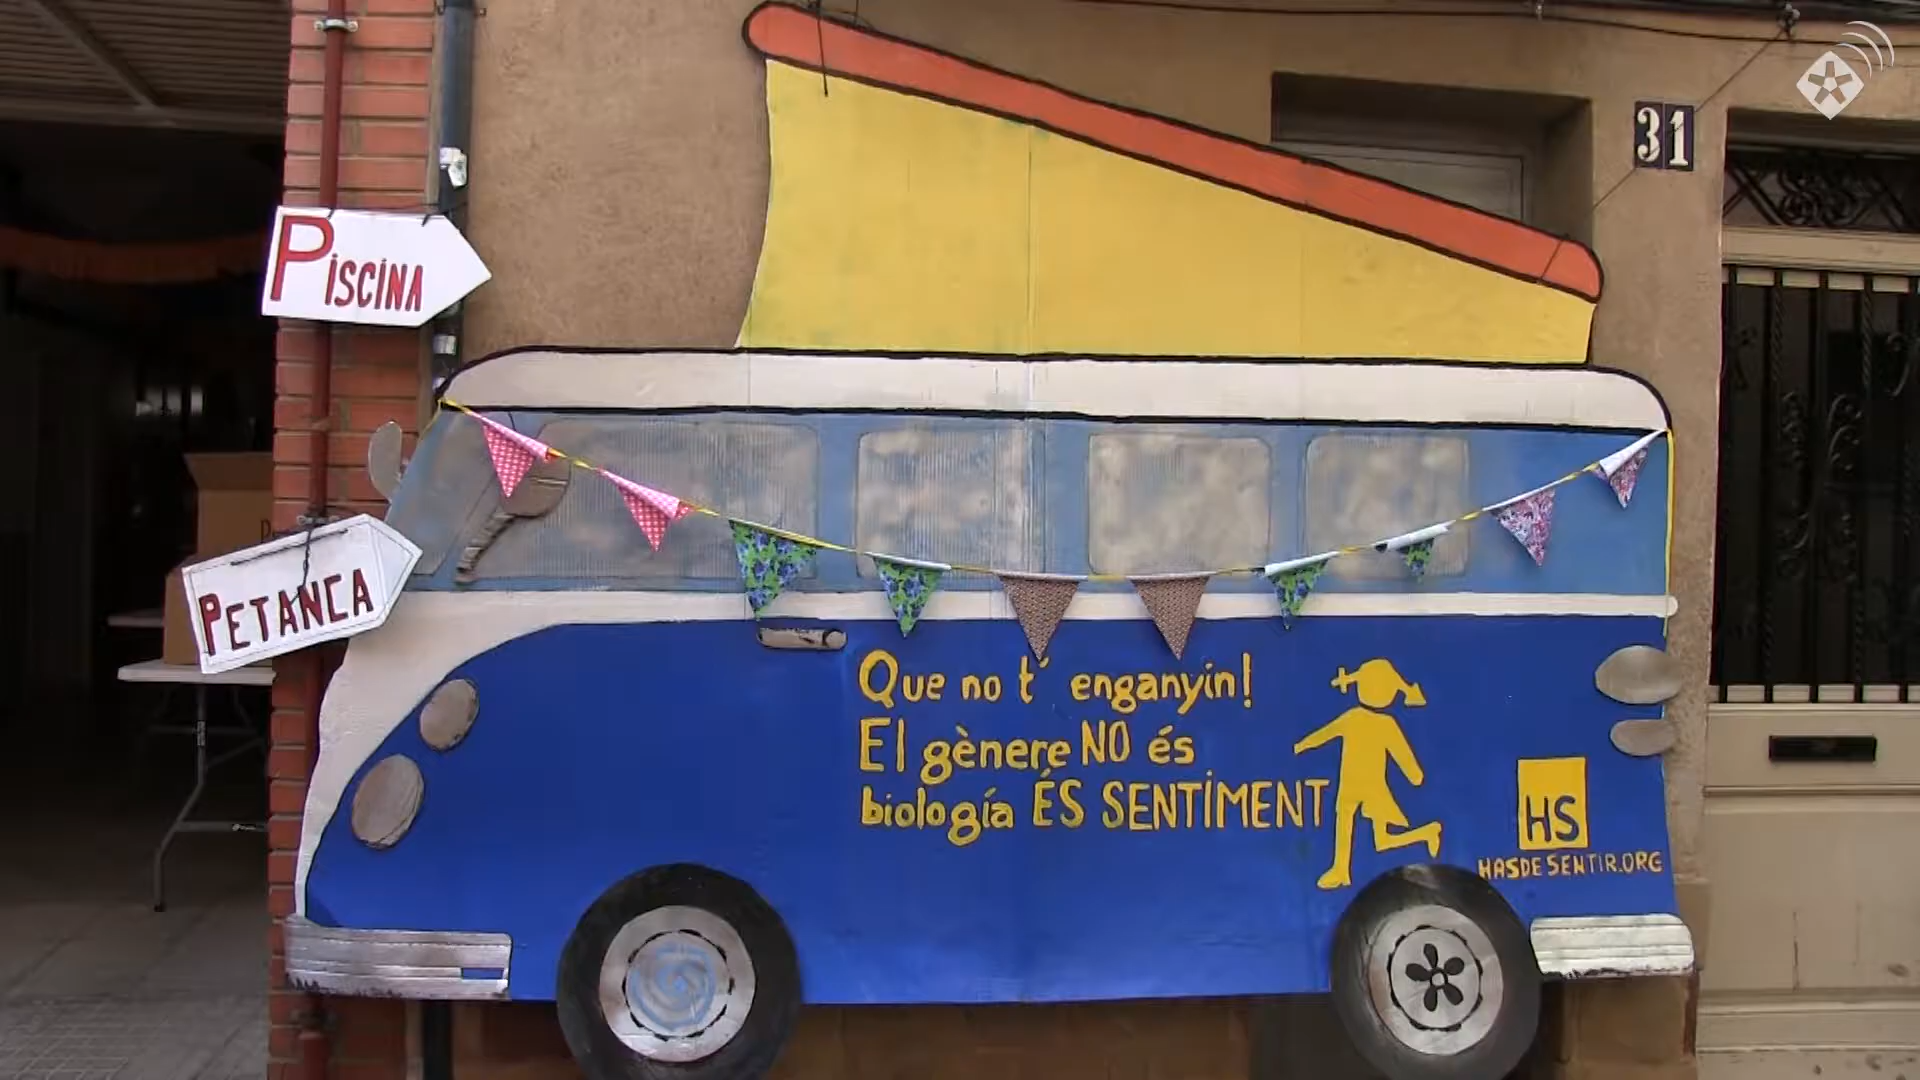 31
PISCINA
PETANCA
Que no t' enganyin!
El gènere NO és
biología ÉS SENTIMENT
HS
HASDESENTIR.ORG